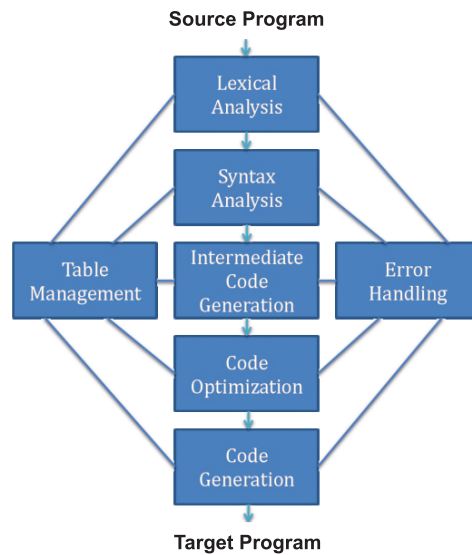 Source Program
Lexical
Analysis
Syntax
Analysis
Table
Management
Intermediate
Code
Generation
Error
Handling
Code
Optimization
Code
Generation
Target Program